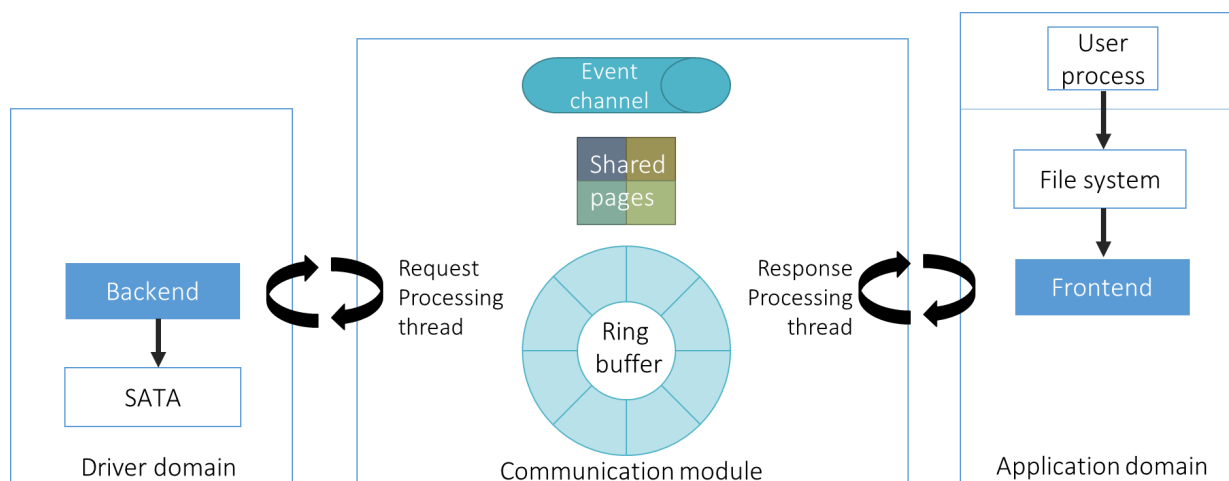 Backend
SATA
Driver domain
Request
Processing
thread
Event
channel
Shared
pages
Ring
buffer
Communication module
Response
Processing
thread
User
process
File system
Frontend
Application domain